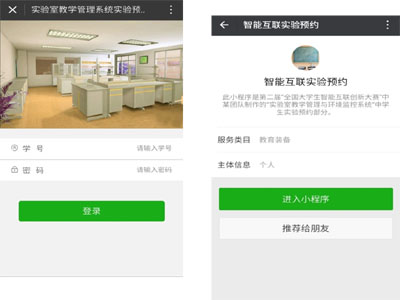 实验室教学管理系统实验预..
学 号
请输入学号
密 码
请输入密码
登录
智能互联实验预约
智能互联实验预约
此小程序是第二届“全国大学生智能互联创新大赛”中
某团队制作的“实验室教学管理与环境监控系统”中学
生实验预约部分。
服务类目 教育装备
主体信息 个人
进入小程序
推荐给朋友